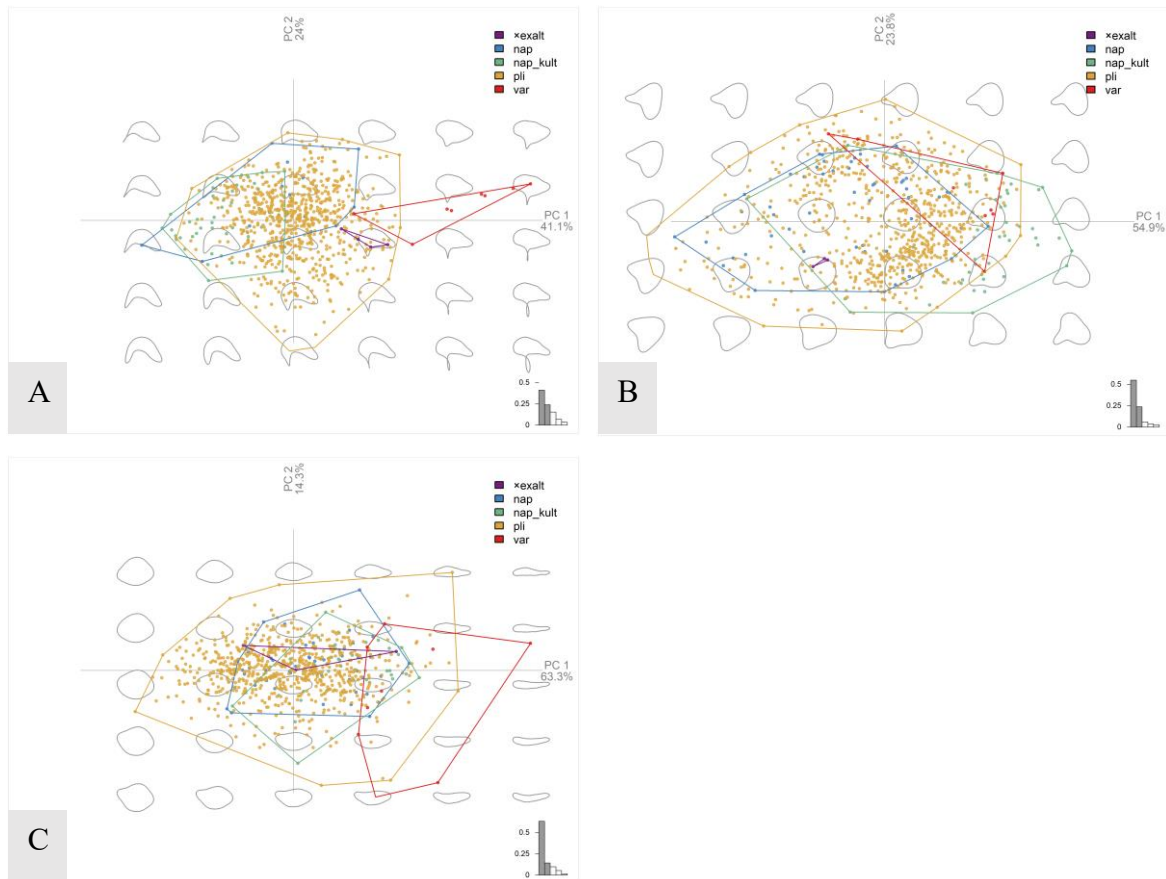 PC 2
24%
×exalt
nap
nap_kult
pli
var
PC 1
41.1%
0.5
0.25
0
A
PC 2
23.8%
×exalt
nap
nap_kult
pli
var
PC 1
54.9%
0.5
0.25
0
B
PC 2
14.3%
×exalt
nap
nap_kult
pli
var
PC 1
63.3%
0.5
0.25
0
C